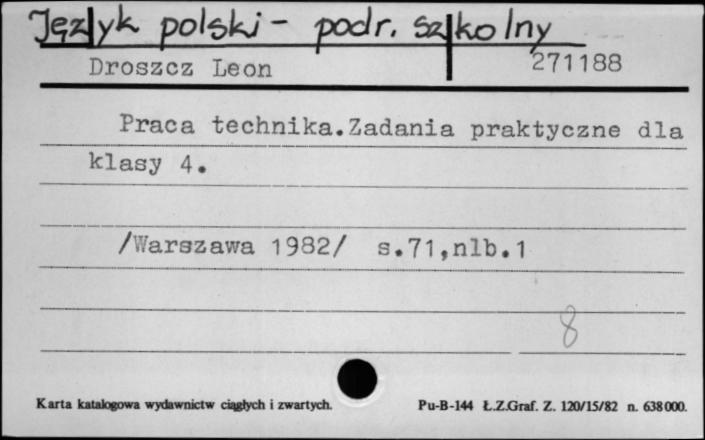 Język polski - podr. szkolny
Droszcz Leon 271188
Praca technika.Zadania praktyczne dla
klasy 4.
/Warszawa 1982/ s.71,nlb.1
8
Karta katalogowa wydawnictw ciągłych i zwartych. Pu-B-144 Ł.Z.Graf. Z. 120/15/82 n. 638000.